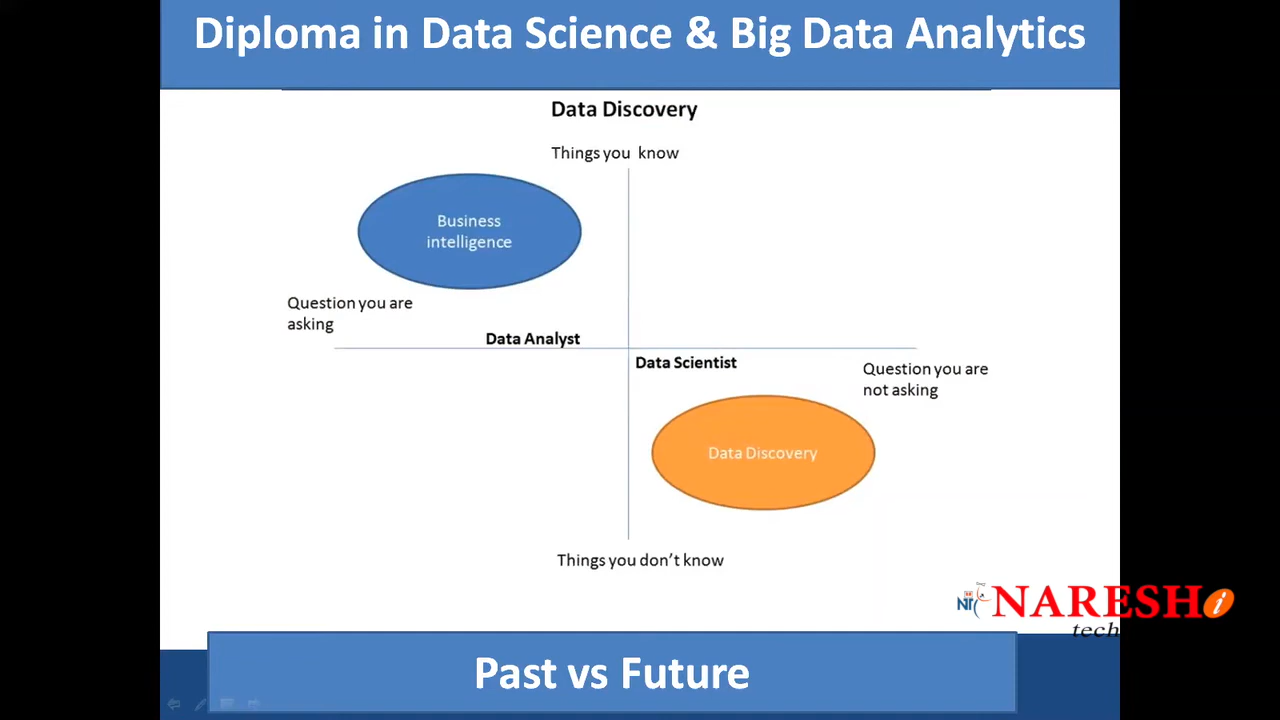 Diploma in Data Science & Big Data Analytics
Data Discovery
Things you know
Business
intelligence
Question you are
asking
Data Analyst
Data Scientist
Question you are
not asking
Data Discovery
Things you don't know
NARESH i
tech
Past vs Future